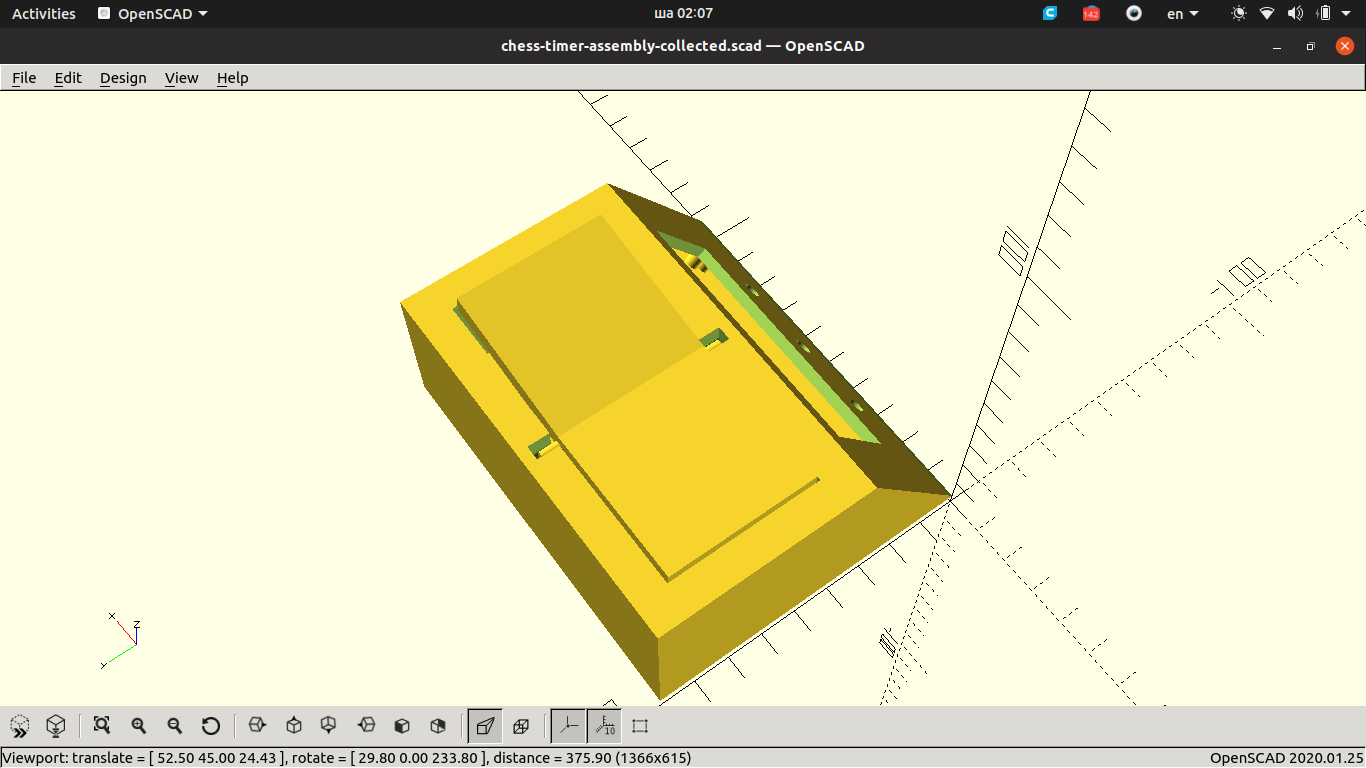 Activities OpenSCAD ша 02:07 142 en
chess-timer-assembly-collected.scad — OpenSCAD
File Edit Design View Help
x z
y
10
Viewport: translate = [ 52.50 45.00 24.43 ], rotate = [ 29.80 0.00 233.80 ], distance = 375.90 (1366x615) OpenSCAD 2020.01.25